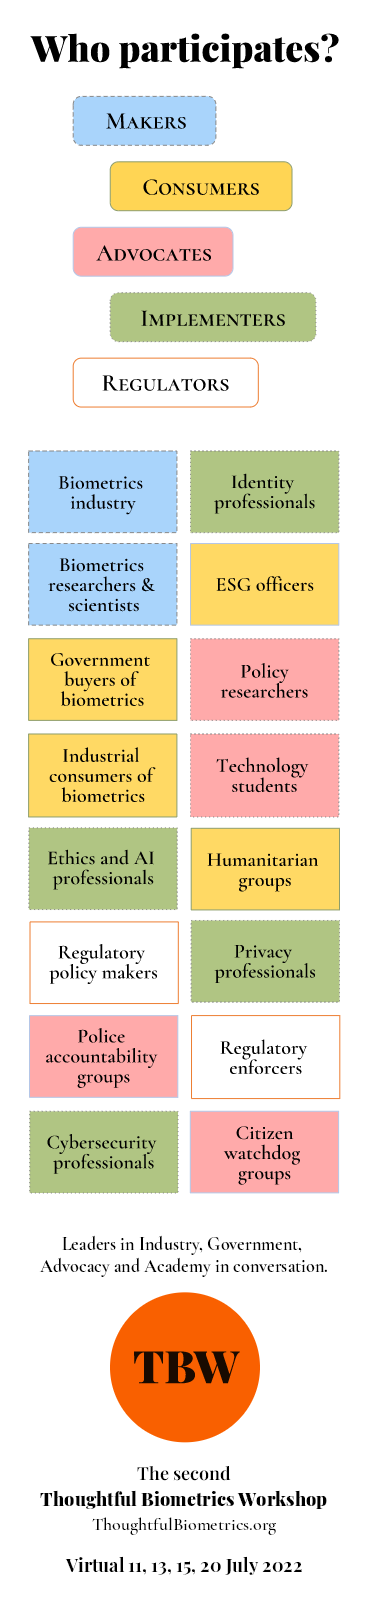 Who participates?
Makers
Consumers
Advocates
Implementers
Regulators
Biometrics
industry
Identity
professionals
Biometrics
researchers &
scientists
ESG officers
Government
buyers of
biometrics
Policy
researchers
Industrial
consumers of
biometrics
Technology
students
Ethics and AI
professionals
Humanitarian
groups
Regulatory
policy makers
Privacy
professionals
Police
accountability
groups
Regulatory
enforcers
Cybersecurity
professionals
Citizen
watchdog
groups
Leaders in Industry, Government,
Advocacy and Academy in conversation.
TBW
The second
Thoughtful Biometrics Workshop
ThoughtfulBiometrics.org
Virtual 11, 13, 15, 20 July 2022